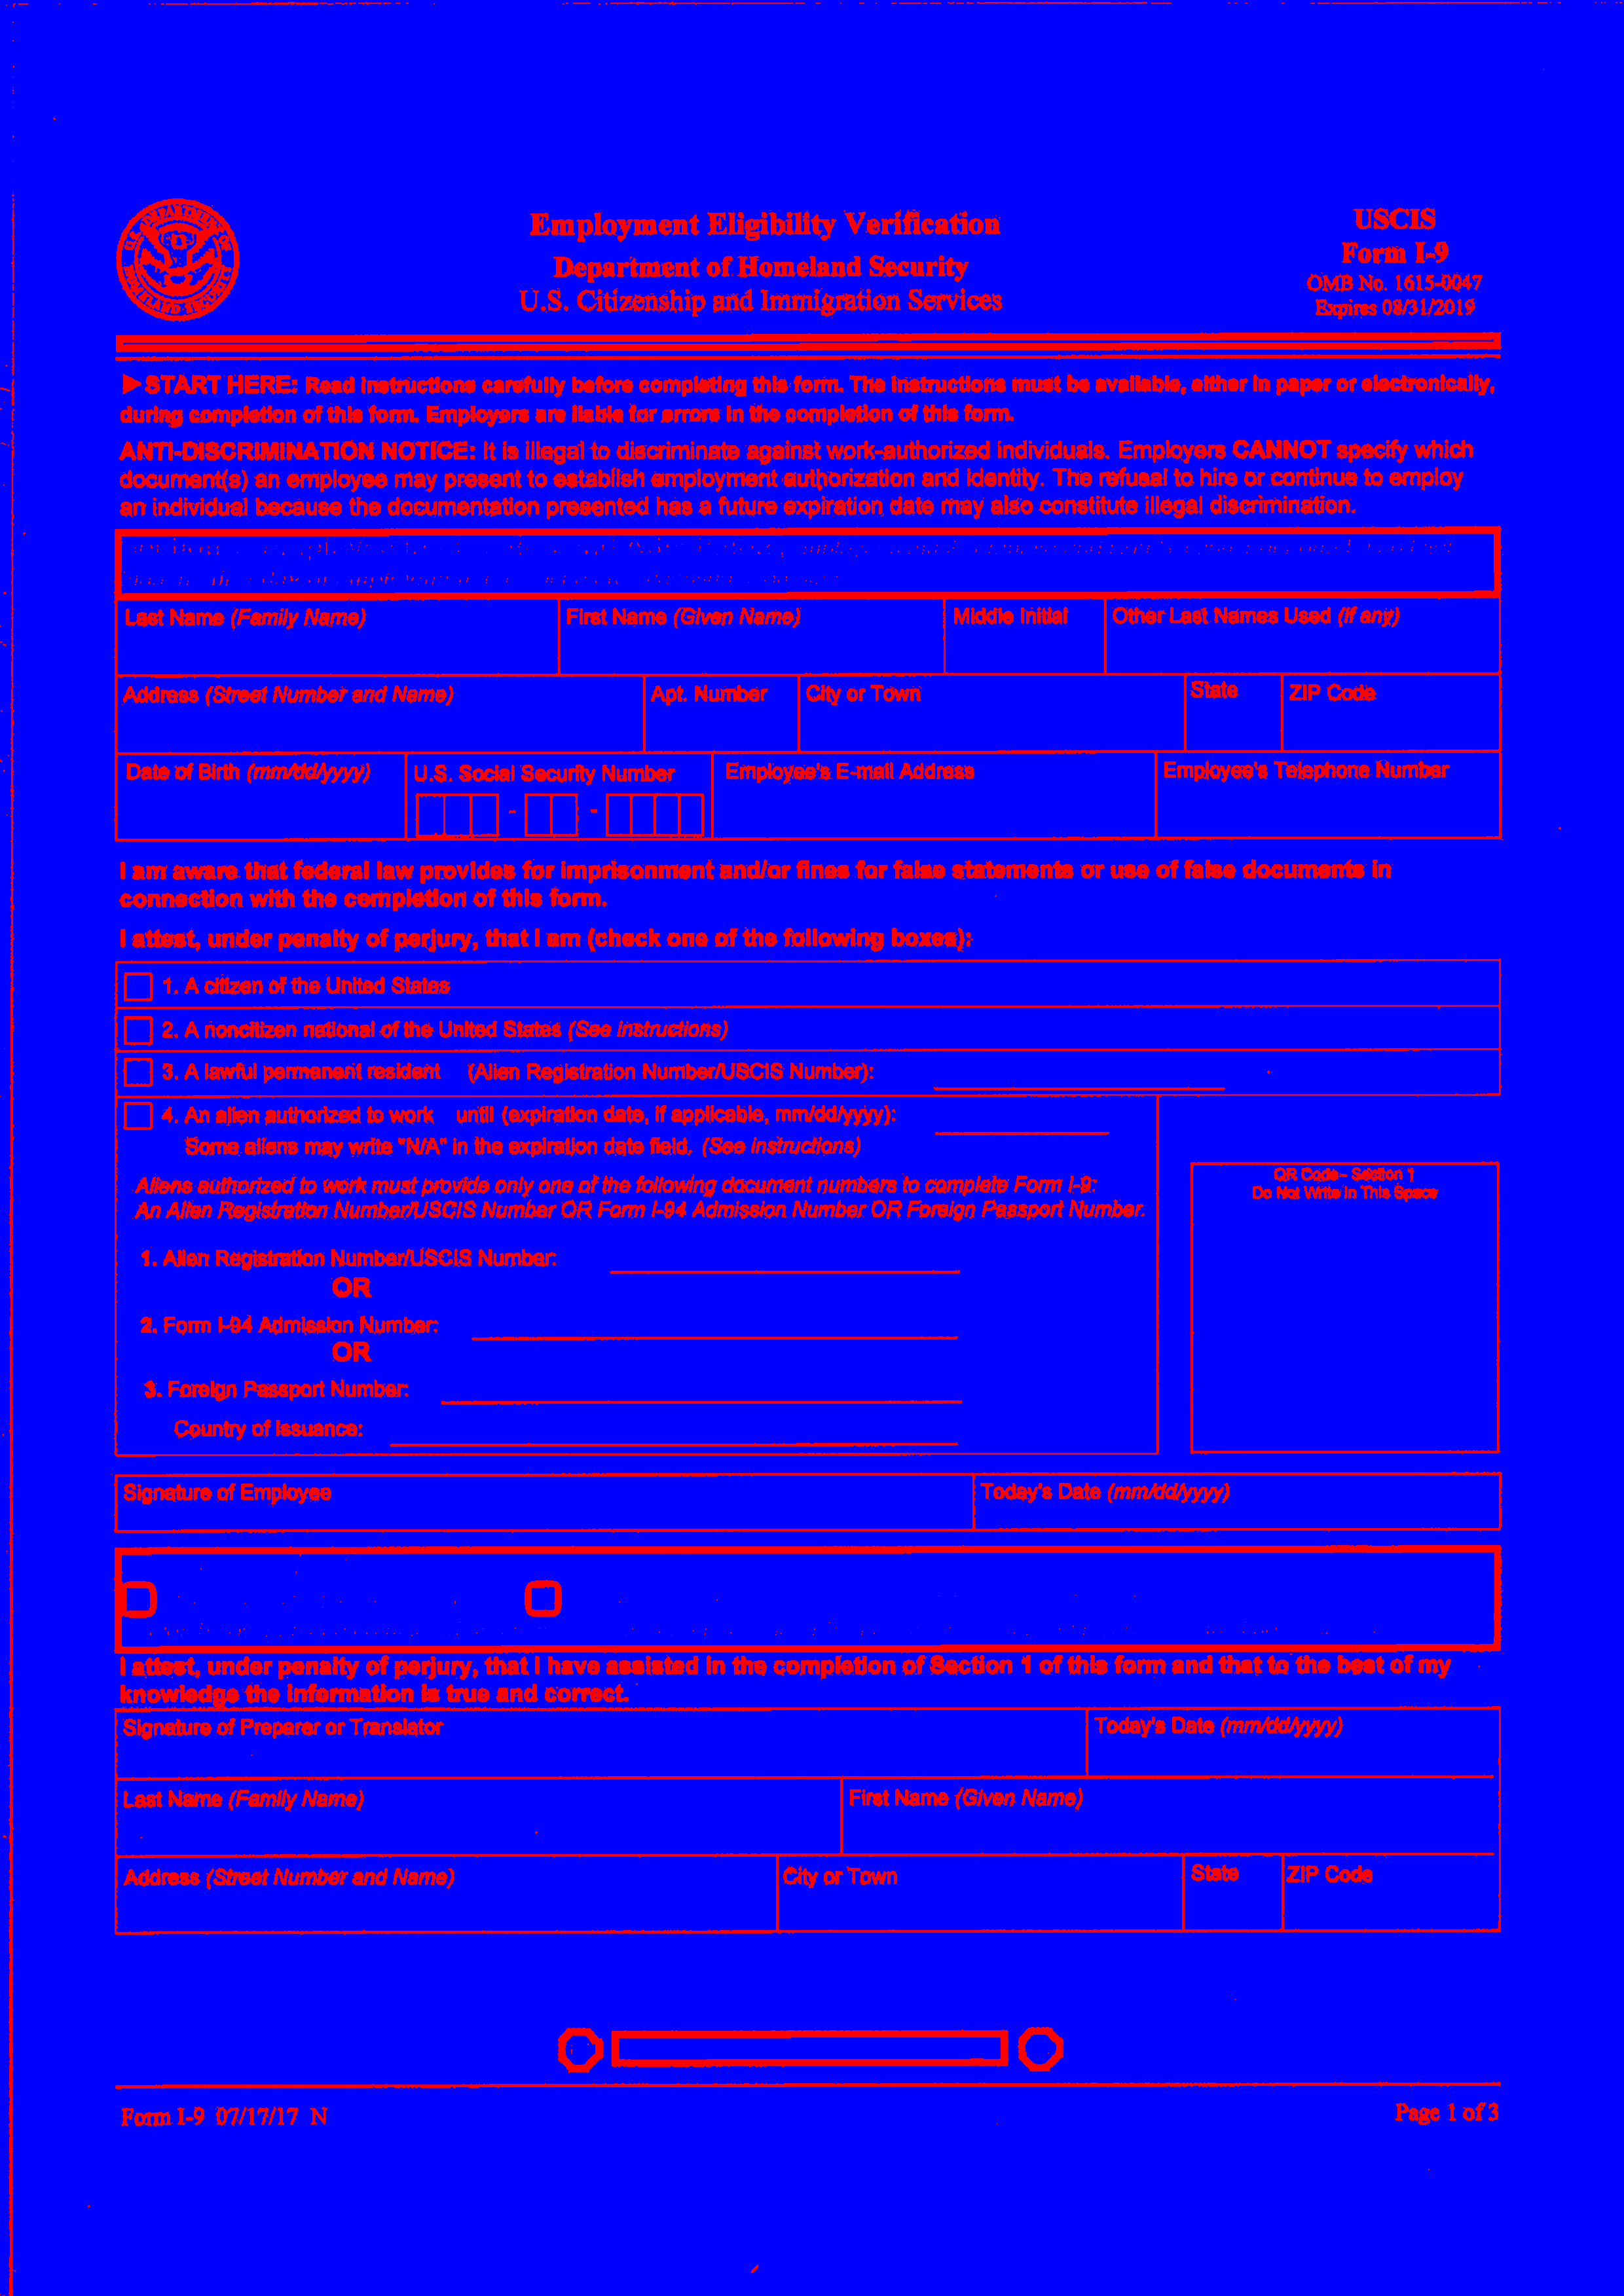 U.S. DEPARTMENT OF HOMELAND SECURITY
Employment Eligibility Verification
Department of Homeland Security
U.S. Citizenship and Immigration Services
USCIS
Form I-9
OMB No. 1615-0047
Expires 08/31/2019
►START HERE: Read instructions carefully before completing this form. The instructions must be available, either in paper or electronically,
during completion of this form. Employers are liable for errors in the completion of this form.
ANTI-DISCRIMINATION NOTICE: It is illegal to discriminate against work-authorized individuals. Employers CANNOT specify which
document(s) an employee may present to establish employment authorization and identity. The refusal to hire or continue to employ
an individual because the documentation presented has a future expiration date may also constitute illegal discrimination.
Last Name (Family Name) First Name (Given Name) Middle Initial Other Last Names Used (if any)
Address (Street Number and Name) Apt. Number City or Town State ZIP Code
Date of Birth (mm/dd/yyyy) U.S. Social Security Number Employee's E-mail Address Employee's Telephone Number
- -
I am aware that federal law provides for imprisonment and/or fines for false statements or use of false documents in
connection with the completion of this form.
I attest, under penalty of perjury, that I am (check one of the following boxes):
1. A citizen of the United States
2. A noncitizen national of the United States (See instructions)
3. A lawful permanent resident (Alien Registration Number/USCIS Number):
4. An alien authorized to work until (expiration date, if applicable, mm/dd/yyyy):
Some aliens may write "N/A" in the expiration date field. (See instructions)
Aliens authorized to work must provide only one of the following document numbers to complete Form I-9:
An Alien Registration Number/USCIS Number OR Form I-94 Admission Number OR Foreign Passport Number.
1. Alien Registration Number/USCIS Number:
OR
2. Form I-94 Admission Number:
OR
3. Foreign Passport Number:
Country of Issuance:
QR Code - Section 1
Do Not Write In This Space
Signature of Employee Today's Date (mm/dd/yyyy)
I attest, under penalty of perjury, that I have assisted in the completion of Section 1 of this form and that to the best of my
knowledge the information is true and correct.
Signature of Preparer or Translator Today's Date (mm/dd/yyyy)
Last Name (Family Name) First Name (Given Name)
Address (Street Number and Name) City or Town State ZIP Code
Form I-9 07/17/17 N
Page 1 of 3